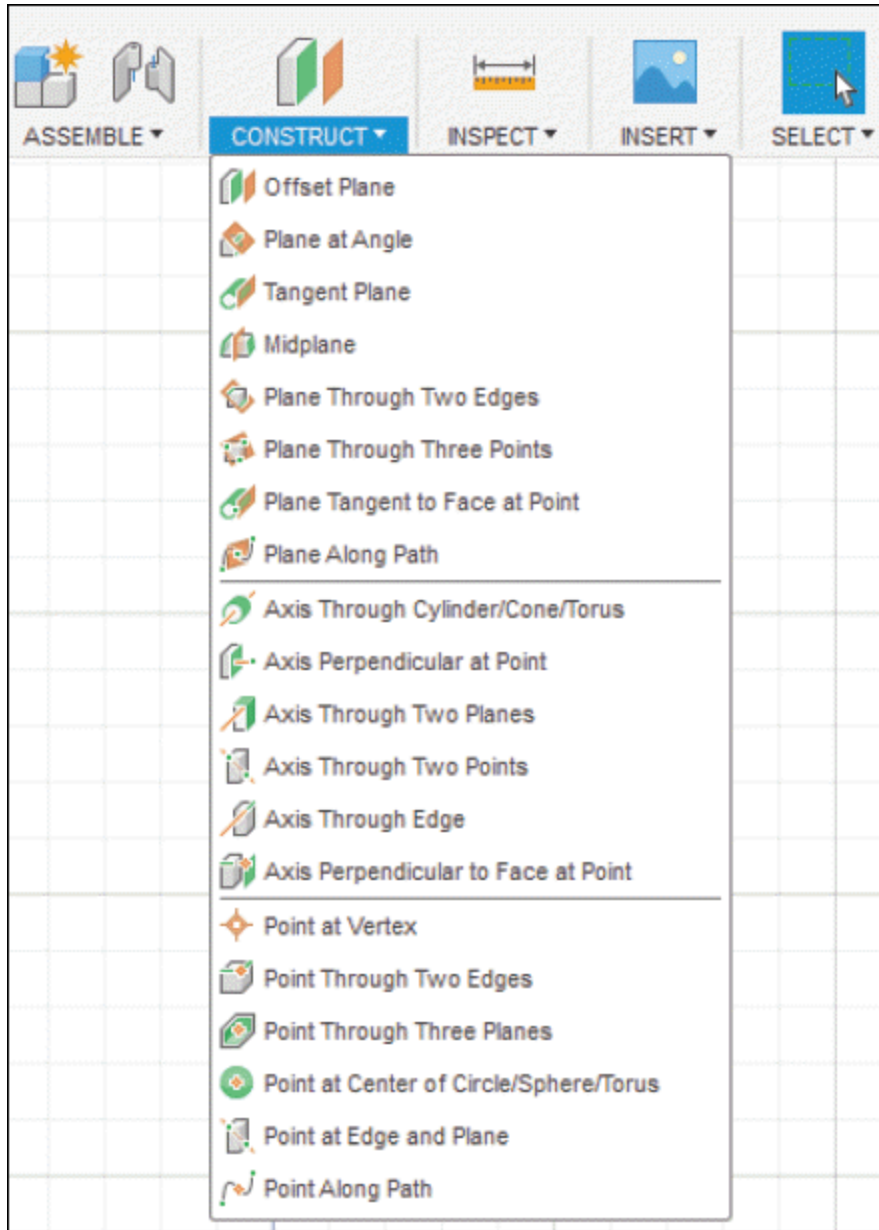 ASSEMBLE CONSTRUCT INSPECT INSERT SELECT
Offset Plane
Plane at Angle
Tangent Plane
Midplane
Plane Through Two Edges
Plane Through Three Points
Plane Tangent to Face at Point
Plane Along Path
Axis Through Cylinder/Cone/Torus
Axis Perpendicular at Point
Axis Through Two Planes
Axis Through Two Points
Axis Through Edge
Axis Perpendicular to Face at Point
Point at Vertex
Point Through Two Edges
Point Through Three Planes
Point at Center of Circle/Sphere/Torus
Point at Edge and Plane
Point Along Path